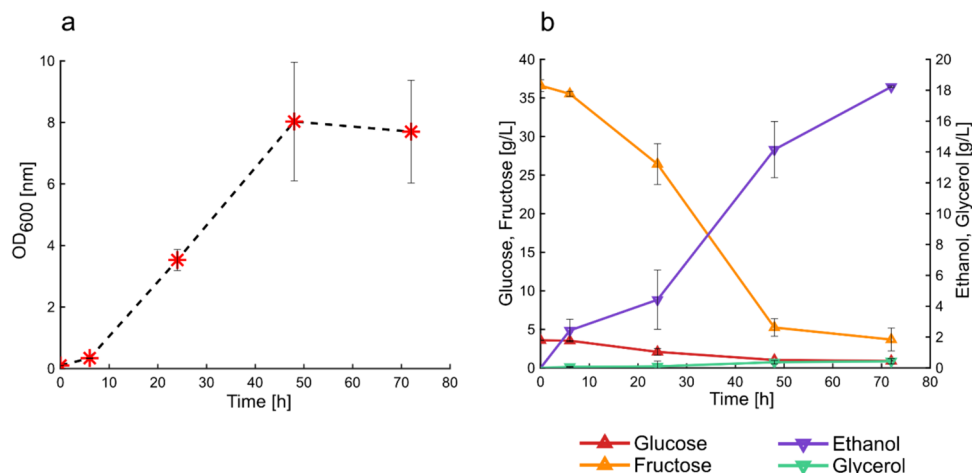 a
10
8
6
4
2
0
OD600 [nm]
0 10 20 30 40 50 60 70 80
Time [h]
b
40
35
30
25
20
15
10
5
0
Glucose, Fructose [g/L]
20
18
16
14
12
10
8
6
4
2
0
Ethanol, Glycerol [g/L]
0 10 20 30 40 50 60 70 80
Time [h]
Glucose Ethanol
Fructose Glycerol